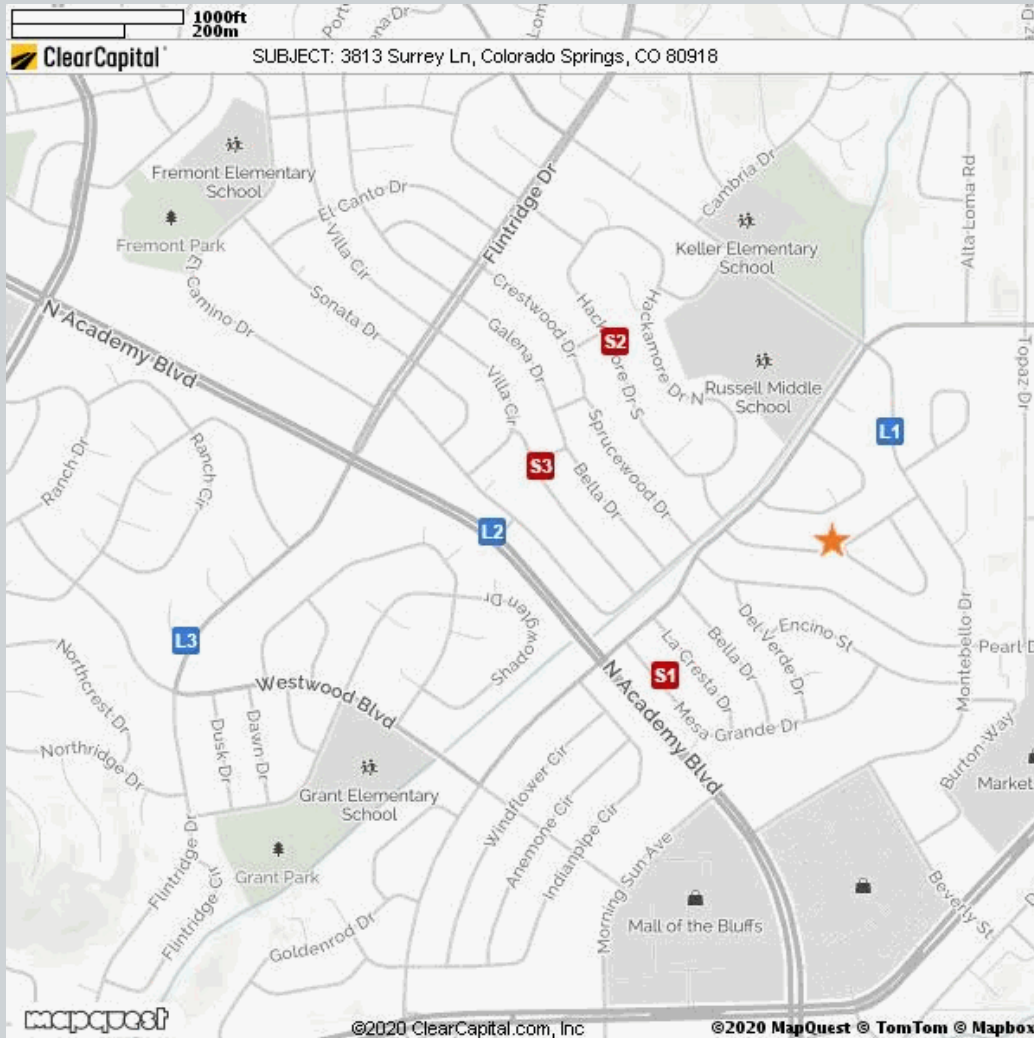 1000ft
200m
ClearCapital
SUBJECT: 3813 Surrey Ln, Colorado Springs, CO 80918
Fremont Elementary
School
Fremont Park
El Canto Dr
El Villa Cir
Flintridge Dr
Cambria Dr
Keller Elementary
School
Alta Loma Rd
El Camino Dr
Sonata Dr
Crestwood Dr
Hackamore Dr S
Hackamore Dr N
S2
N Academy Blvd
Galena Dr
Russell Middle
School
Topaz Dr
Villa Cir
L1
Ranch Dr
Ranch Cir
Sprucewood Dr
S3
Bella Dr
L2
Shadowglen Dr
L3
Del Verde Dr
Encino St
La Cresta Dr
Bella Dr
Pearl D
Montebello Dr
S1
Northcrest Dr
Westwood Blvd
N Academy Blvd
Mesa Grande Dr
Dusk Dr
Dawn Dr
Northridge Dr
Burton Way
Market
Grant Elementary
School
Windflower Cir
Anemone Cir
Indianpipe Cir
Grant Park
Flintridge Dr
Flintridge Cir
Morning Sun Ave
Beverly St
Mall of the Bluffs
Goldenrod Dr
mapquest
©2020 ClearCapital.com, Inc
©2020 MapQuest © TomTom © Mapbox